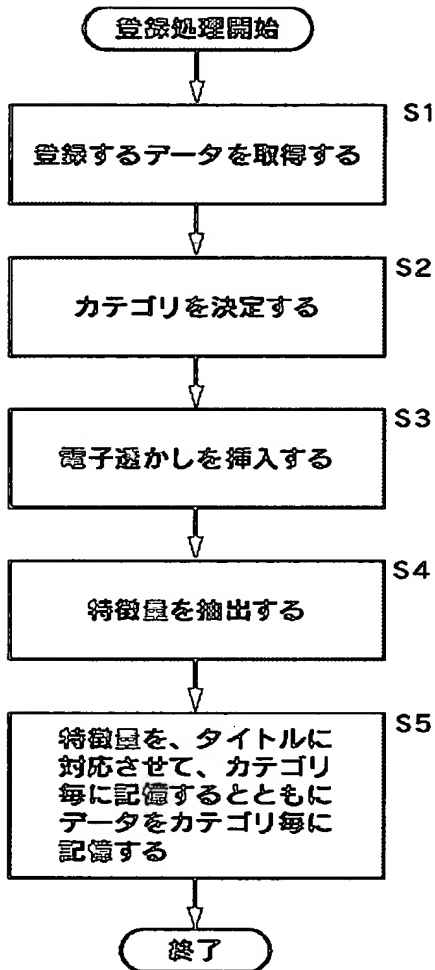 登録処理開始
S1
登録するデータを取得する
S2
カテゴリを決定する
S3
電子透かしを挿入する
S4
特徴量を抽出する
S5
特徴量を、タイトルに
対応させて、カテゴリ
毎に記憶するとともに
データをカテゴリ毎に
記憶する
終了